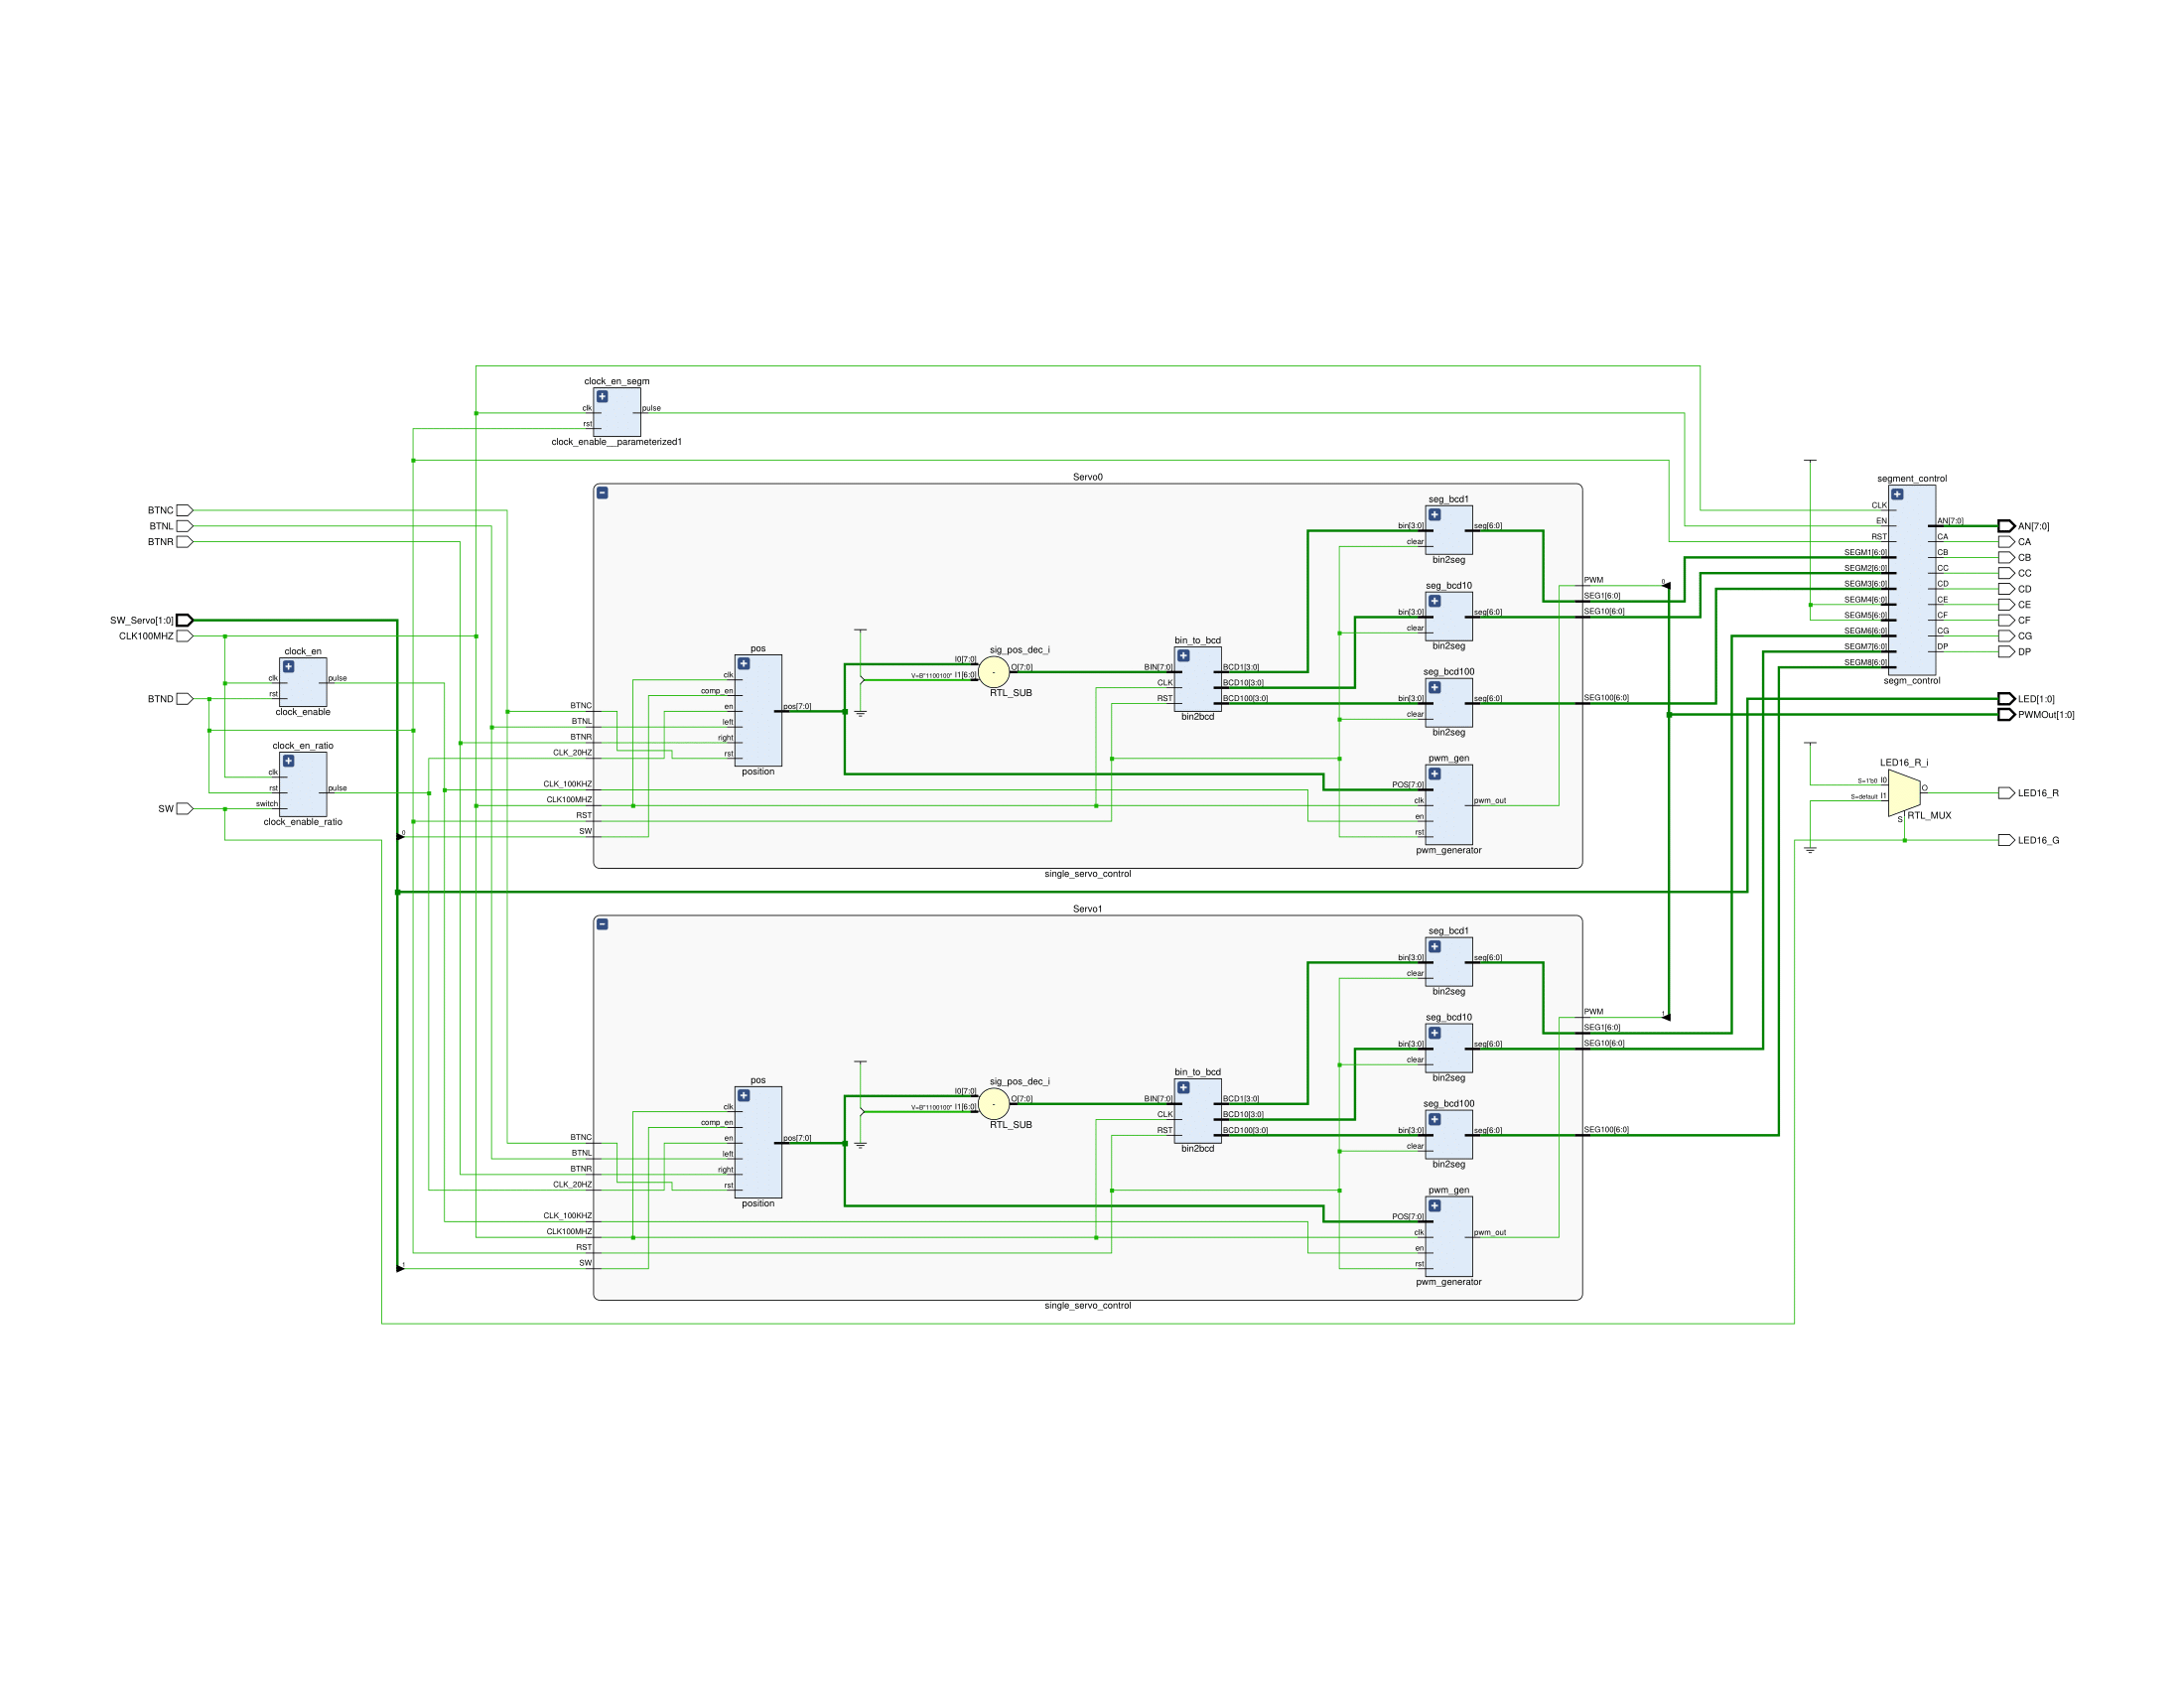 clock_en_segm
clk
rst
pulse
clock_enable__parameterized1
BTNC
BTNL
BTNR
SW_Servo[1:0]
CLK100MHZ
BTND
SW
clock_en
clk
rst
pulse
clock_enable
clock_en_ratio
clk
rst
switch
pulse
clock_enable_ratio
0
1
Servo0
BTNC
BTNL
BTNR
CLK_20HZ
CLK_100KHZ
CLK100MHZ
RST
SW
pos
clk
comp_en
en
left
right
rst
pos[7:0]
position
sig_pos_dec_i
I0[7:0]
V=B"1100100" I1[6:0]
-
O[7:0]
RTL_SUB
bin_to_bcd
BIN[7:0]
CLK
RST
BCD1[3:0]
BCD10[3:0]
BCD100[3:0]
bin2bcd
seg_bcd1
bin[3:0]
clear
seg[6:0]
bin2seg
seg_bcd10
bin[3:0]
clear
seg[6:0]
bin2seg
seg_bcd100
bin[3:0]
clear
seg[6:0]
bin2seg
pwm_gen
POS[7:0]
clk
en
rst
pwm_out
pwm_generator
PWM
SEG1[6:0]
SEG10[6:0]
SEG100[6:0]
single_servo_control
0
Servo1
BTNC
BTNL
BTNR
CLK_20HZ
CLK_100KHZ
CLK100MHZ
RST
SW
pos
clk
comp_en
en
left
right
rst
pos[7:0]
position
sig_pos_dec_i
I0[7:0]
V=B"1100100" I1[6:0]
-
O[7:0]
RTL_SUB
bin_to_bcd
BIN[7:0]
CLK
RST
BCD1[3:0]
BCD10[3:0]
BCD100[3:0]
bin2bcd
seg_bcd1
bin[3:0]
clear
seg[6:0]
bin2seg
seg_bcd10
bin[3:0]
clear
seg[6:0]
bin2seg
seg_bcd100
bin[3:0]
clear
seg[6:0]
bin2seg
pwm_gen
POS[7:0]
clk
en
rst
pwm_out
pwm_generator
PWM
SEG1[6:0]
SEG10[6:0]
SEG100[6:0]
single_servo_control
1
segment_control
CLK
EN
RST
SEGM1[6:0]
SEGM2[6:0]
SEGM3[6:0]
SEGM4[6:0]
SEGM5[6:0]
SEGM6[6:0]
SEGM7[6:0]
SEGM8[6:0]
AN[7:0]
CA
CB
CC
CD
CE
CF
CG
DP
segm_control
AN[7:0]
CA
CB
CC
CD
CE
CF
CG
DP
LED[1:0]
PWMOut[1:0]
LED16_R_i
S=1'b0 I0
S=default I1
S
O
RTL_MUX
LED16_R
LED16_G